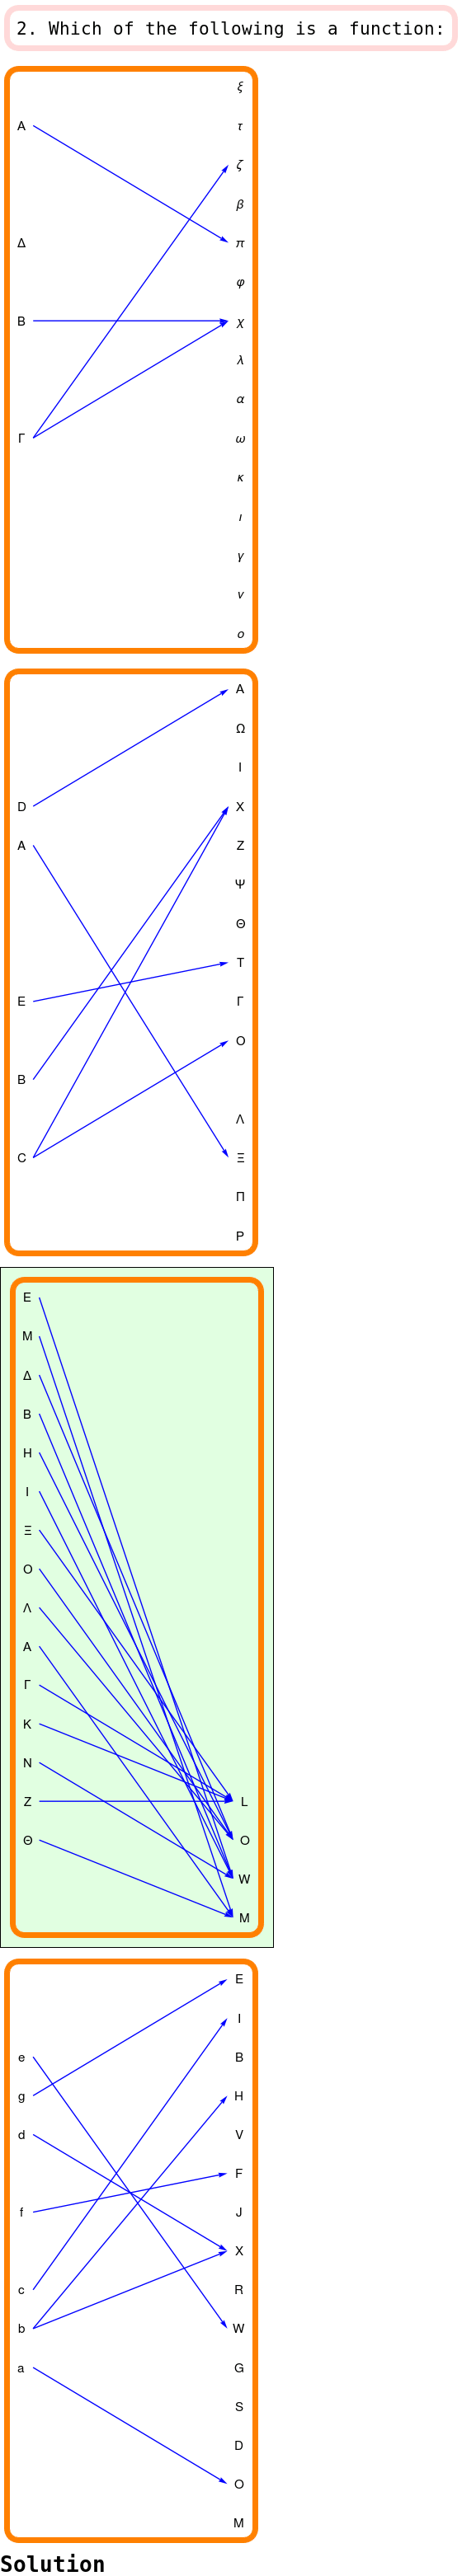 2. Which of the following is a function:
ξ
Α τ
ζ
β
Δ π
φ
Β χ
λ
α
Γ ω
κ
ι
γ
ν
ο
Α
Ω
Ι
D Χ
A Ζ
Ψ
Θ
Τ
E Γ
Ο
B
Λ
C Ξ
Π
Ρ
Ε
Μ
Δ
Β
Η
Ι
Ξ
Ο
Λ
Α
Γ
Κ
Ν
Ζ L
Θ O
W
M
E
I
e B
g H
d V
f F
J
X
c R
b W
a G
S
D
O
M
Solution